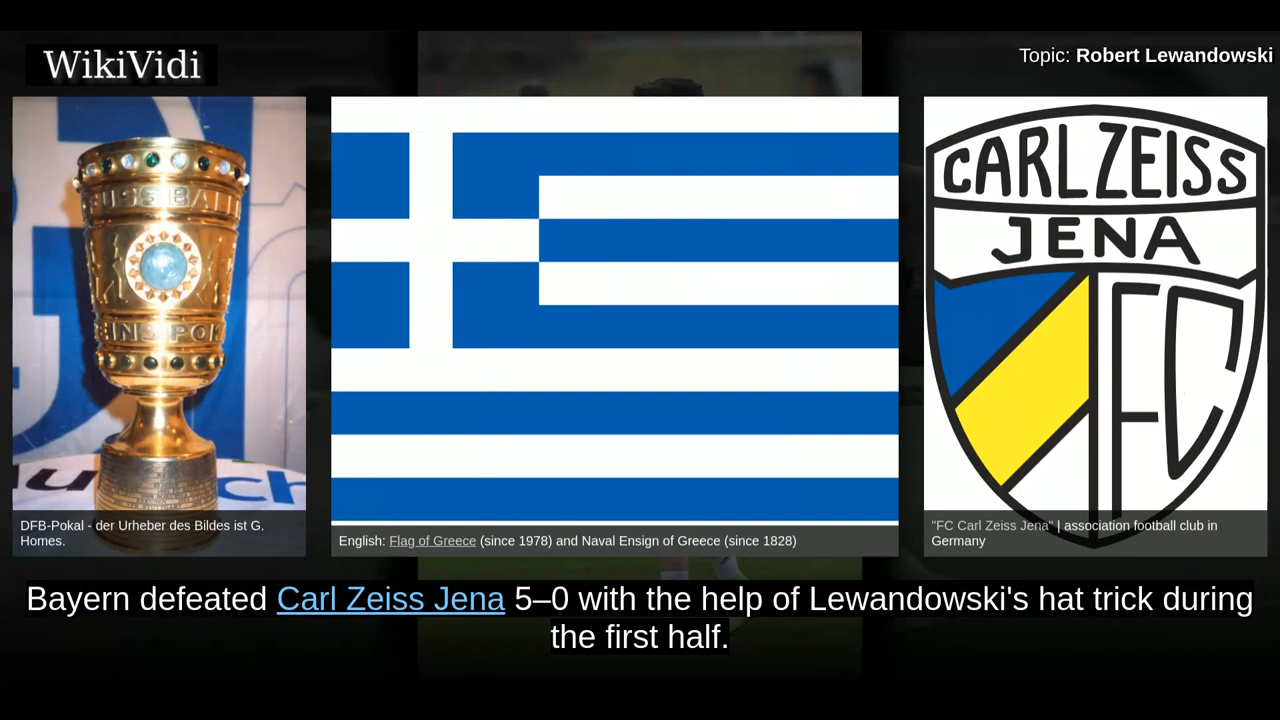 WikiVidi
Topic: Robert Lewandowski
FUSSBALL
EINSPOK
DFB-Pokal - der Urheber des Bildes ist G.
Homes.
English: Flag of Greece (since 1978) and Naval Ensign of Greece (since 1828)
CARL ZEISS
JENA
FC
"FC Carl Zeiss Jena" | association football club in
Germany
Bayern defeated Carl Zeiss Jena 5–0 with the help of Lewandowski's hat trick during
the first half.